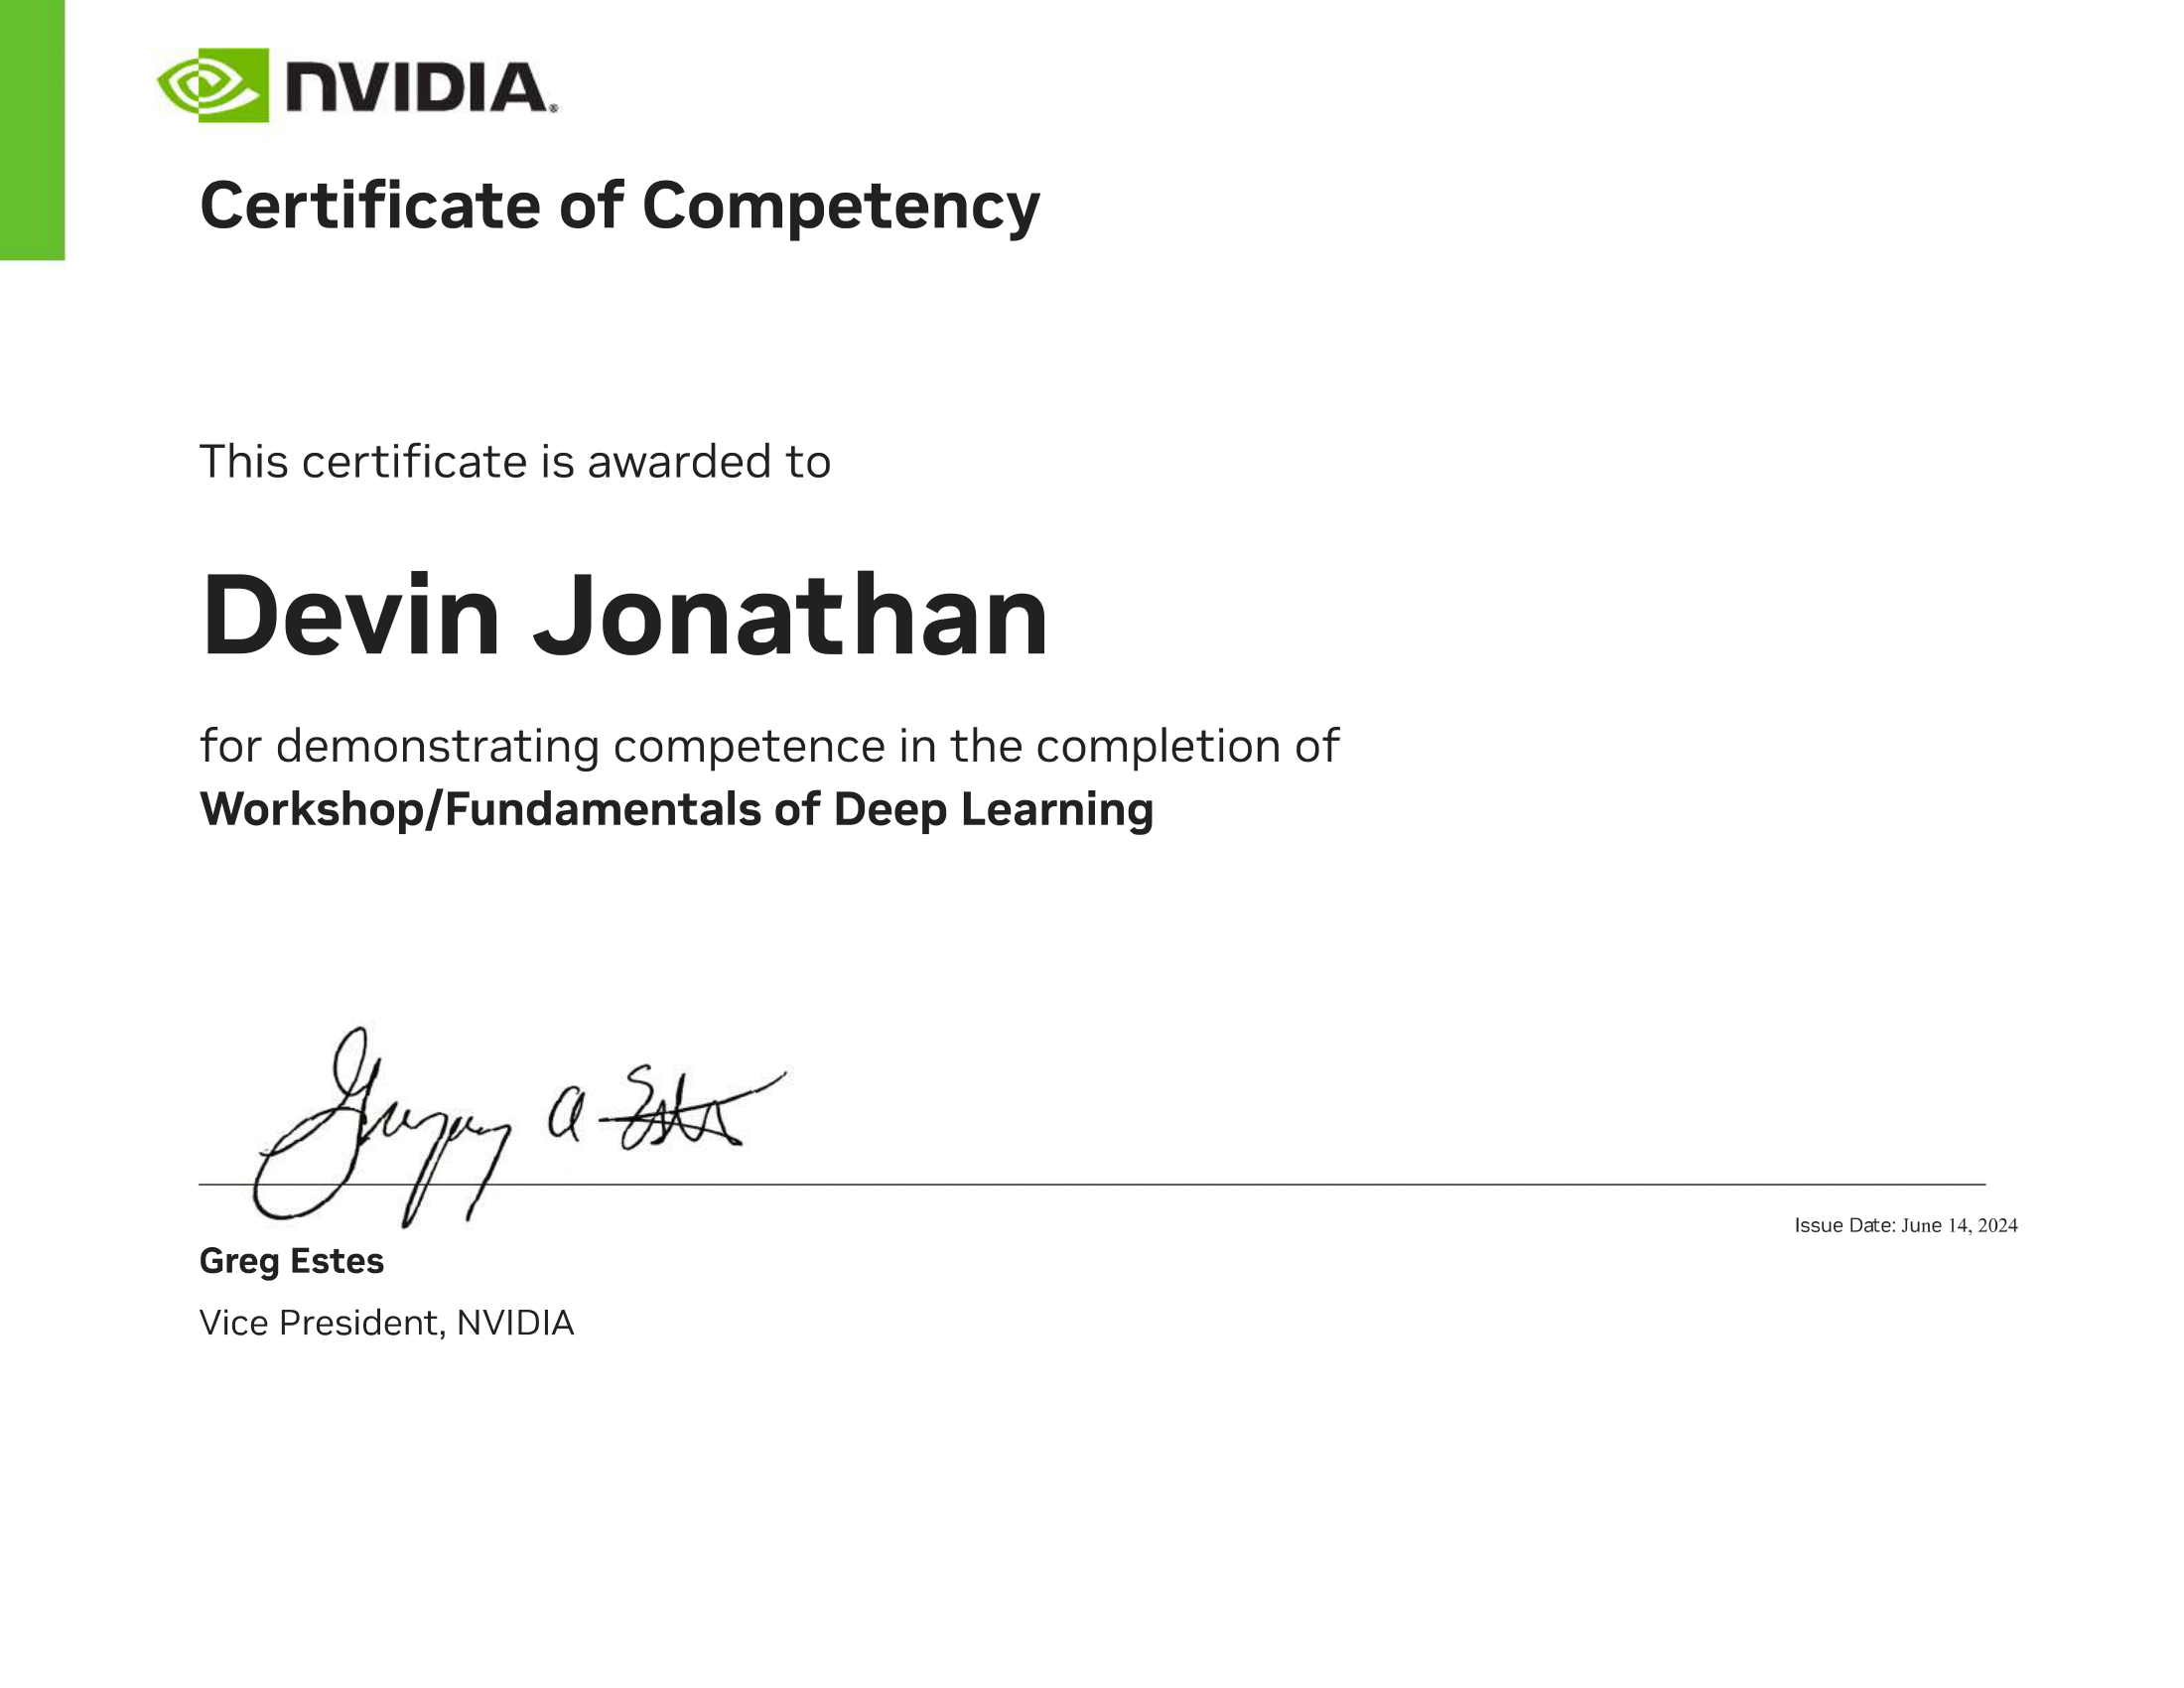 NVIDIA®
Certificate of Competency
This certificate is awarded to
Devin Jonathan
for demonstrating competence in the completion of
Workshop/Fundamentals of Deep Learning
Gregory A Estes
Issue Date: June 14, 2024
Greg Estes
Vice President, NVIDIA